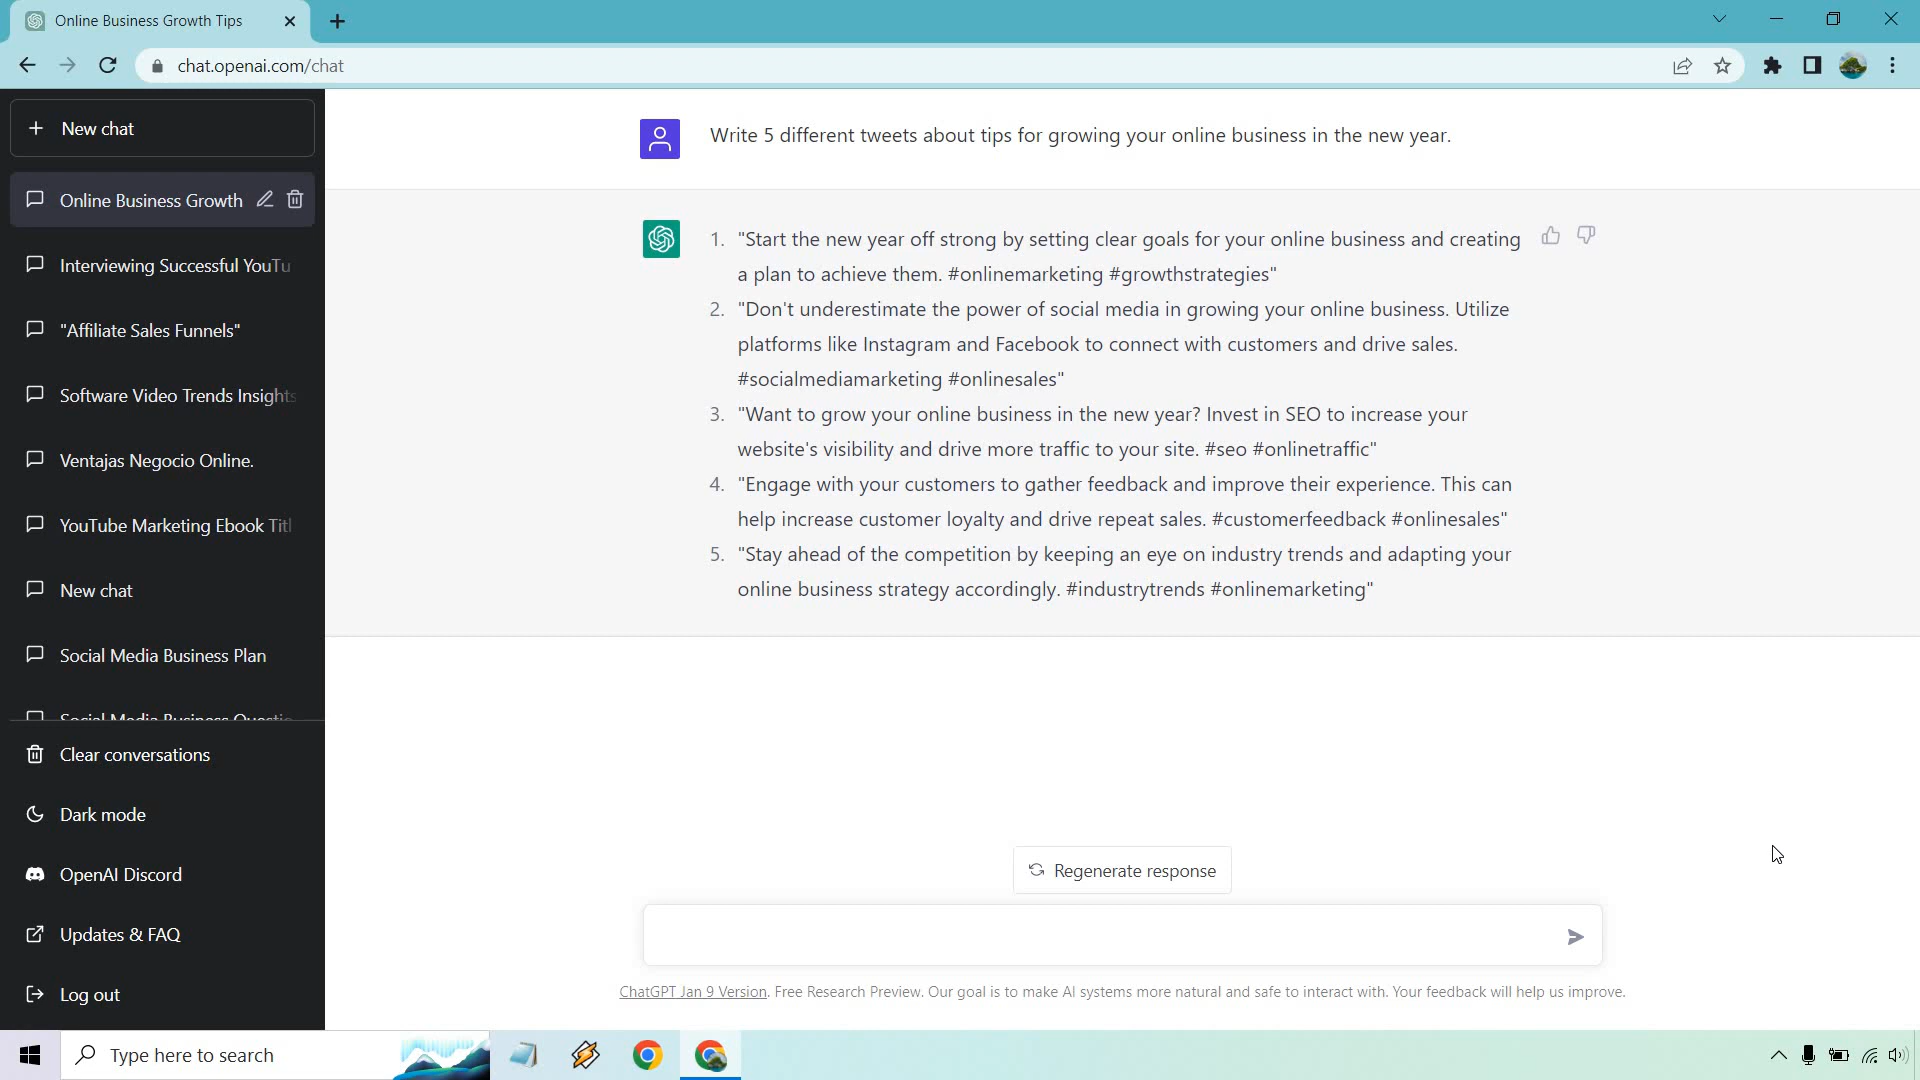 Online Business Growth Tips
chat.openai.com/chat
New chat
Online Business Growth
Interviewing Successful YouTu
"Affiliate Sales Funnels"
Software Video Trends Insights
Ventajas Negocio Online.
YouTube Marketing Ebook Titl
New chat
Social Media Business Plan
Social Media Business Questio
Clear conversations
Dark mode
OpenAI Discord
Updates & FAQ
Log out
Write 5 different tweets about tips for growing your online business in the new year.
1. "Start the new year off strong by setting clear goals for your online business and creating
a plan to achieve them. #onlinemarketing #growthstrategies"
2. "Don't underestimate the power of social media in growing your online business. Utilize
platforms like Instagram and Facebook to connect with customers and drive sales.
#socialmediamarketing #onlinesales"
3. "Want to grow your online business in the new year? Invest in SEO to increase your
website's visibility and drive more traffic to your site. #seo #onlinetraffic"
4. "Engage with your customers to gather feedback and improve their experience. This can
help increase customer loyalty and drive repeat sales. #customerfeedback #onlinesales"
5. "Stay ahead of the competition by keeping an eye on industry trends and adapting your
online business strategy accordingly. #industrytrends #onlinemarketing"
Regenerate response
ChatGPT Jan 9 Version. Free Research Preview. Our goal is to make AI systems more natural and safe to interact with. Your feedback will help us improve.
Type here to search